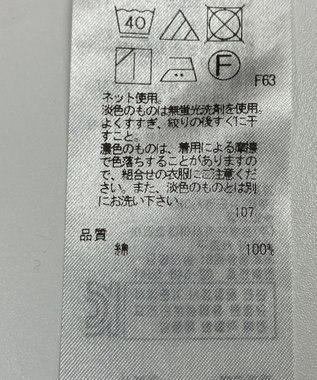 40
F
F63
ネット使用。
淡色のものは無蛍光洗剤を使用。
よくすすぎ、絞りの後すぐに干
すこと。
濃色のものは、着用による摩擦
で色落ちすることがありますの
で、組合せの衣服にご注意くだ
さい。また、淡色のものとは別
にお洗い下さい。
107
品質
綿 100%